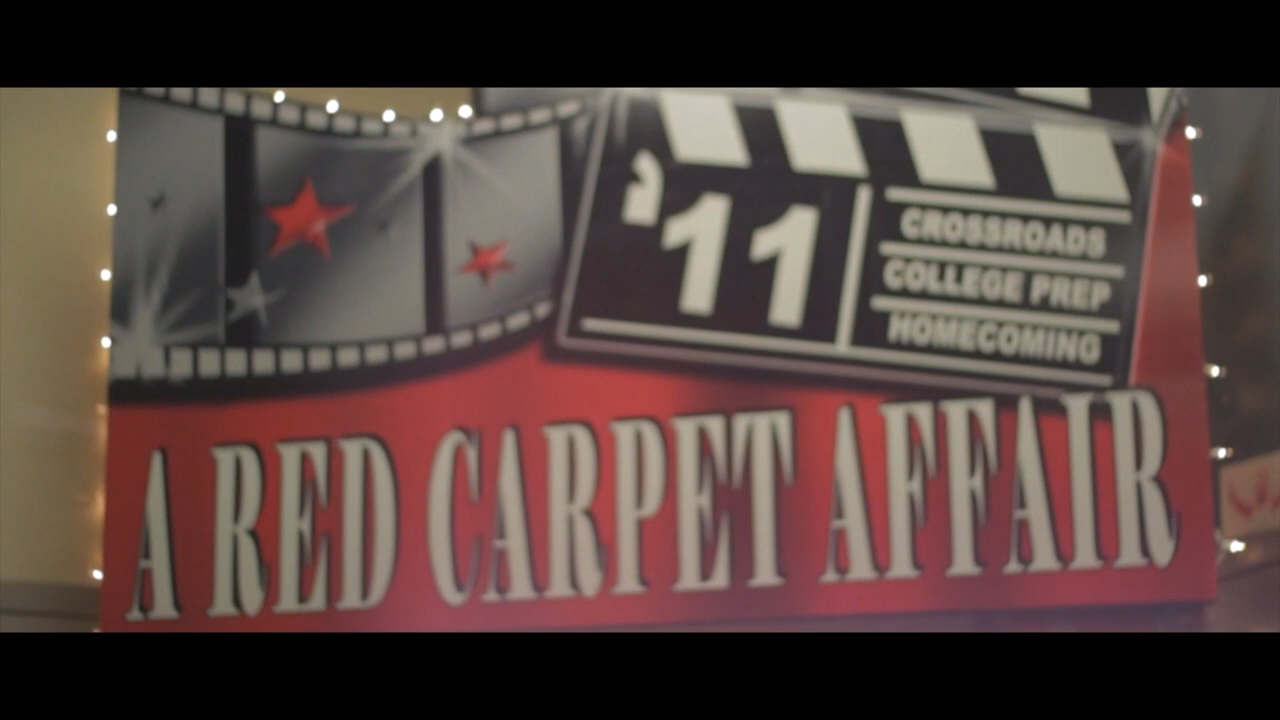 '11
CROSSROADS
COLLEGE PREP
HOMECOMING
A RED CARPET AFFAIR